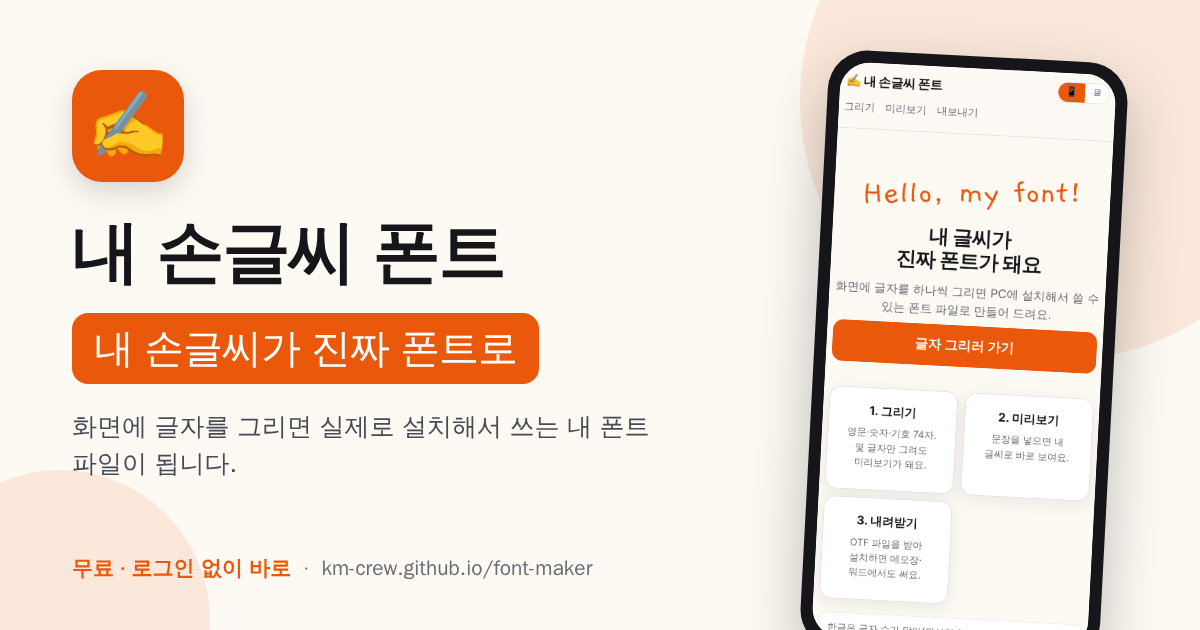 내 손글씨 폰트
내 손글씨가 진짜 폰트로
화면에 글자를 그리면 실제로 설치해서 쓰는 내 폰트
파일이 됩니다.
무료 · 로그인 없이 바로 · km-crew.github.io/font-maker
내 손글씨 폰트
그리기 미리보기 내보내기
Hello, my font!
내 글씨가
진짜 폰트가 돼요
화면에 글자를 하나씩 그리면 PC에 설치해서 쓸 수
있는 폰트 파일로 만들어 드려요.
글자 그리러 가기
1. 그리기
영문·숫자·기호 74자.
몇 글자만 그려도
미리보기가 돼요.
2. 미리보기
문장을 넣으면 내
글씨로 바로 보여요.
3. 내려받기
OTF 파일을 받아
설치하면 메모장·
워드에서도 써요.